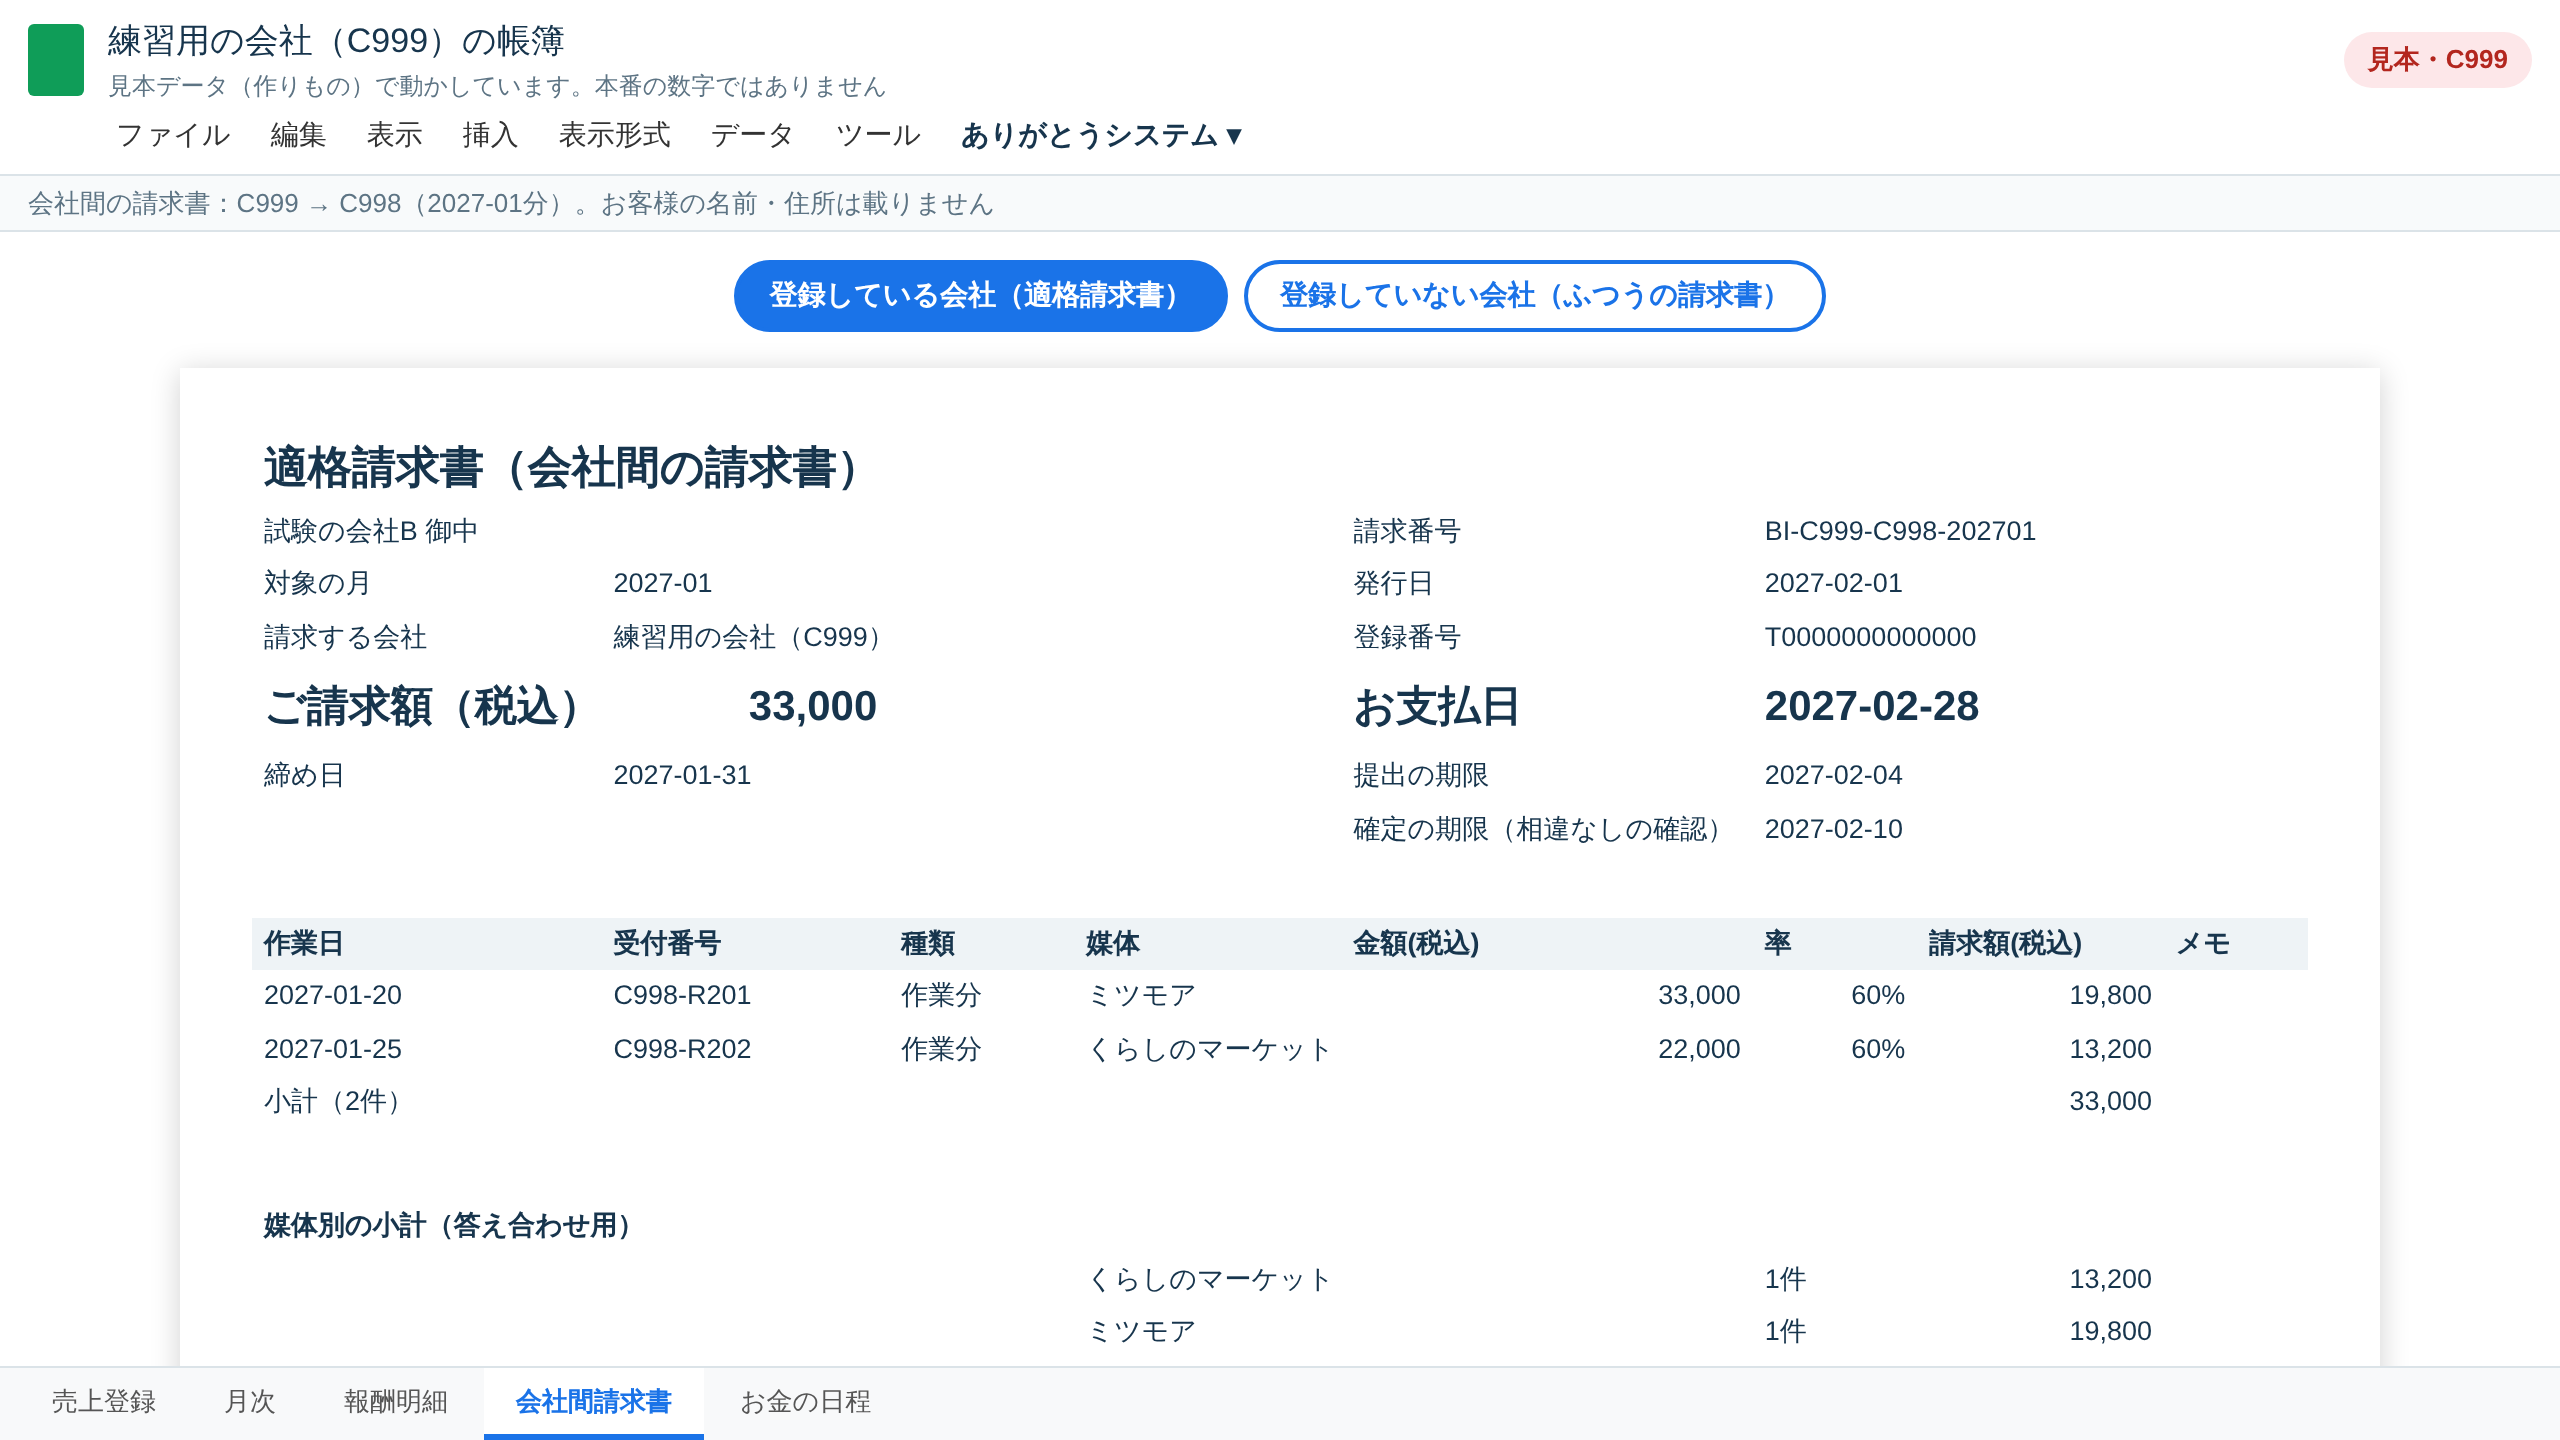 練習用の会社（C999）の帳簿
見本データ（作りもの）で動かしています。本番の数字ではありません
見本・C999
ファイル 編集 表示 挿入 表示形式 データ ツール ありがとうシステム ▾
会社間の請求書：C999 → C998（2027-01分）。お客様の名前・住所は載りません
登録している会社（適格請求書） 登録していない会社（ふつうの請求書）
適格請求書（会社間の請求書）
試験の会社B 御中 請求番号 BI-C999-C998-202701
対象の月 2027-01 発行日 2027-02-01
請求する会社 練習用の会社（C999） 登録番号 T0000000000000
ご請求額（税込） 33,000 お支払日 2027-02-28
締め日 2027-01-31 提出の期限 2027-02-04
確定の期限（相違なしの確認） 2027-02-10
作業日 受付番号 種類 媒体 金額(税込) 率 請求額(税込) メモ
2027-01-20 C998-R201 作業分 ミツモア 33,000 60% 19,800
2027-01-25 C998-R202 作業分 くらしのマーケット 22,000 60% 13,200
小計（2件） 33,000
媒体別の小計（答え合わせ用）
くらしのマーケット 1件 13,200
ミツモア 1件 19,800
売上登録 月次 報酬明細 会社間請求書 お金の日程